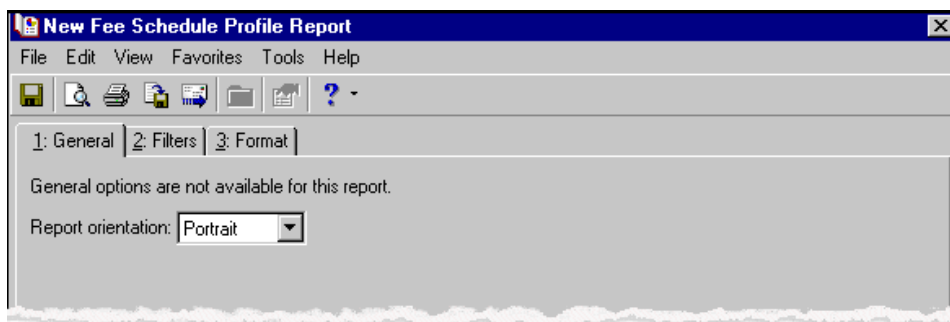 New Fee Schedule Profile Report
File Edit View Favorites Tools Help
?
1: General 2: Filters 3: Format
General options are not available for this report.
Report orientation: Portrait